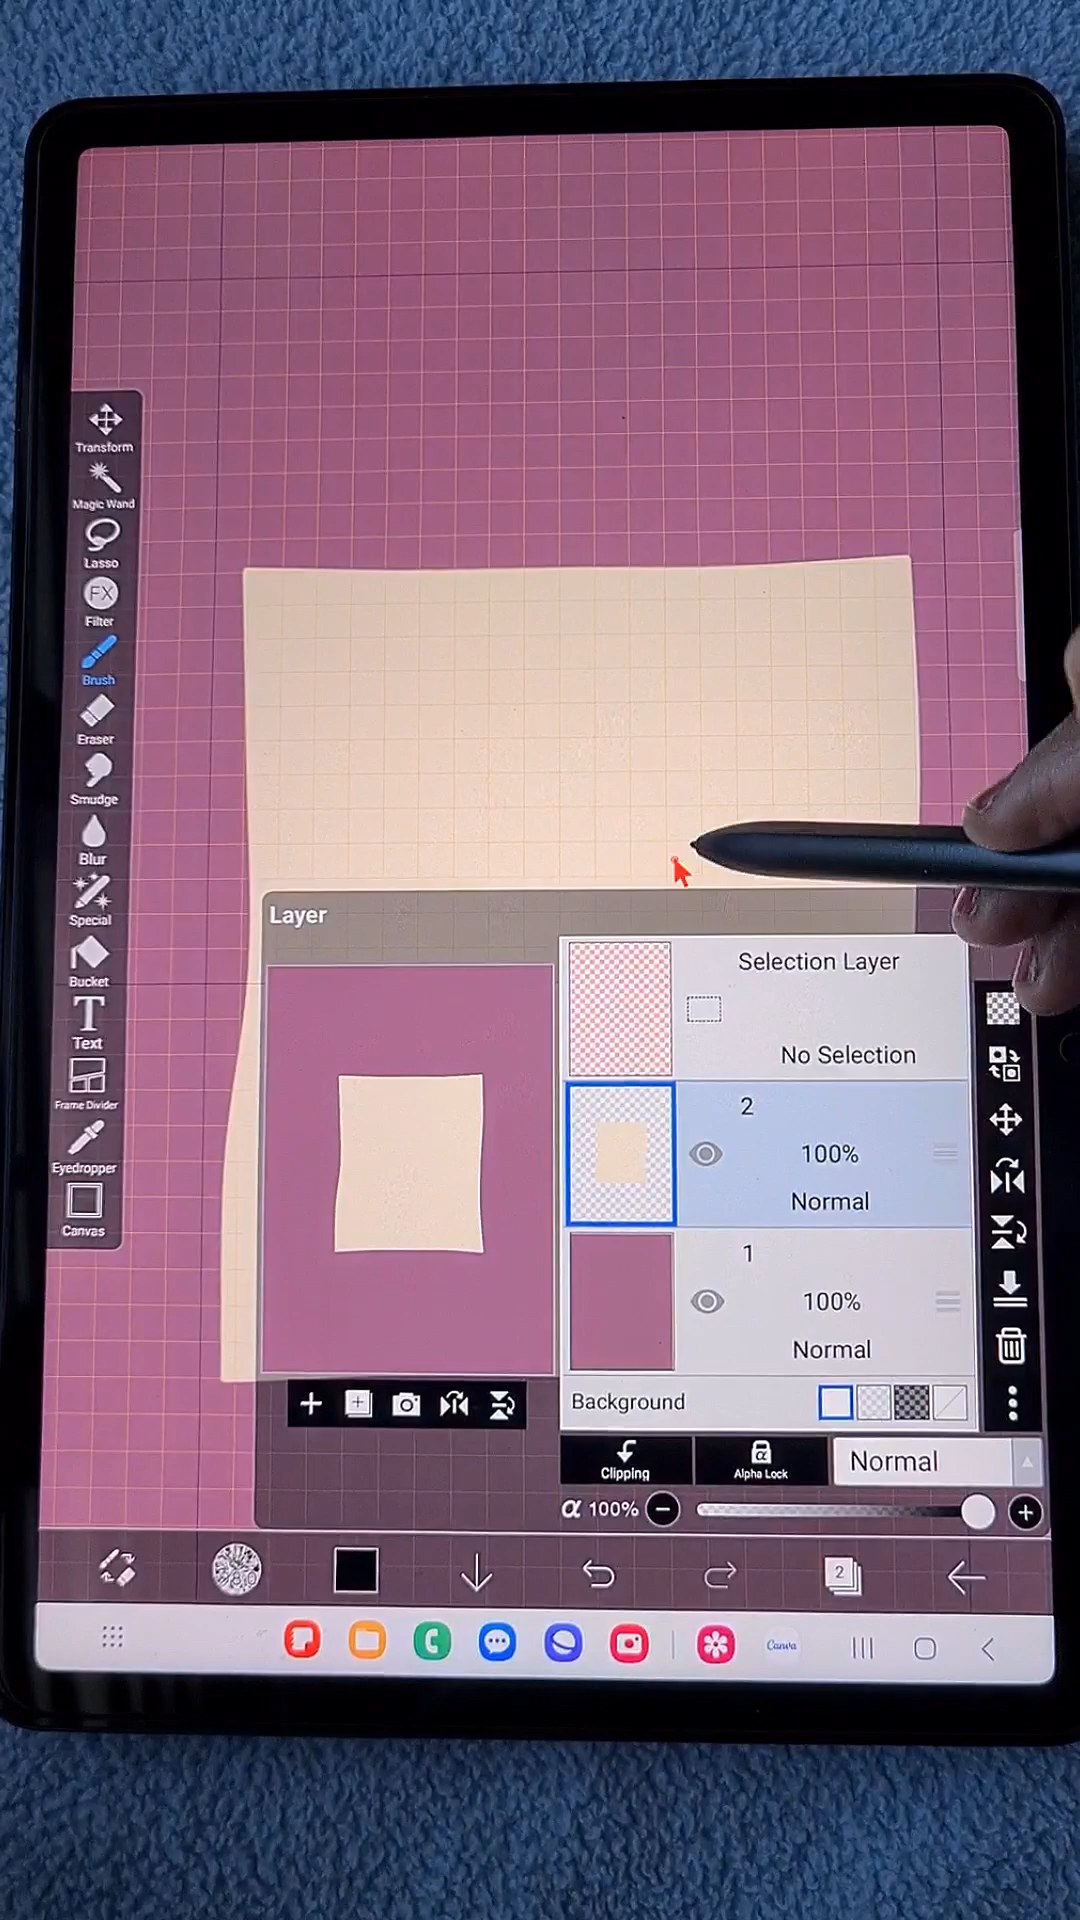 Transform
Magic Wand
Lasso
FX
Filter
Brush
Eraser
Smudge
Blur
Special
Bucket
T
Text
Frame Divider
Eyedropper
Canvas
Layer
Selection Layer
No Selection
2
100%
Normal
1
100%
Normal
Background
Clipping
α
Alpha Lock
Normal
α 100%
2
Canva